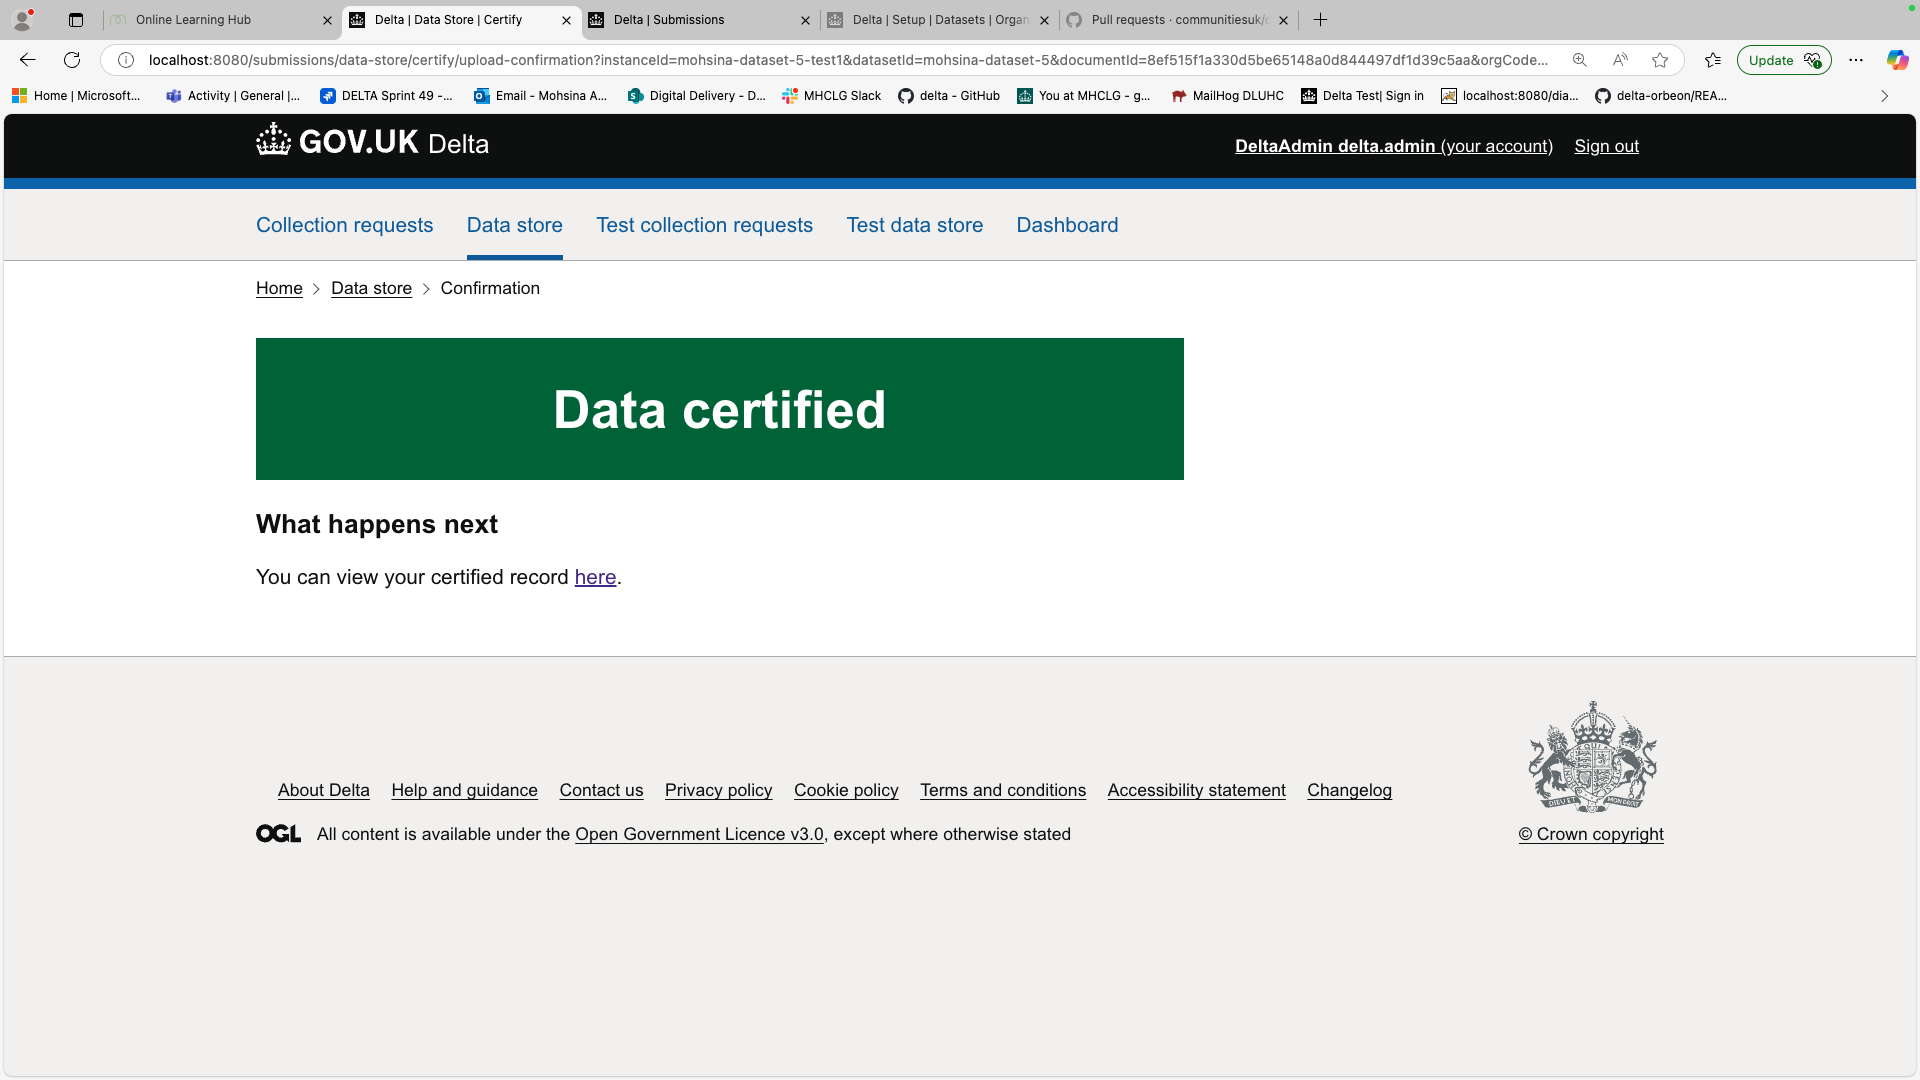 Online Learning Hub
Delta | Data Store | Certify
Delta | Submissions
Delta | Setup | Datasets | Organ
Pull requests · communitiesuk/
localhost:8080/submissions/data-store/certify/upload-confirmation?instanceId=mohsina-dataset-5-test1&datasetId=mohsina-dataset-5&documentId=8ef515f1a330d5be65148a0d844497df1d39c5aa&orgCode...
Update
Home | Microsoft...
Activity | General |...
DELTA Sprint 49 -...
Email - Mohsina A...
Digital Delivery - D...
MHCLG Slack
delta - GitHub
You at MHCLG - g...
MailHog DLUHC
Delta Test| Sign in
localhost:8080/dia...
delta-orbeon/REA...
GOV.UK Delta
DeltaAdmin delta.admin (your account)
Sign out
Collection requests
Data store
Test collection requests
Test data store
Dashboard
Home
Data store
Confirmation
Data certified
What happens next
You can view your certified record here.
About Delta
Help and guidance
Contact us
Privacy policy
Cookie policy
Terms and conditions
Accessibility statement
Changelog
OGL
All content is available under the Open Government Licence v3.0, except where otherwise stated
DIEU ET MON DROIT
© Crown copyright